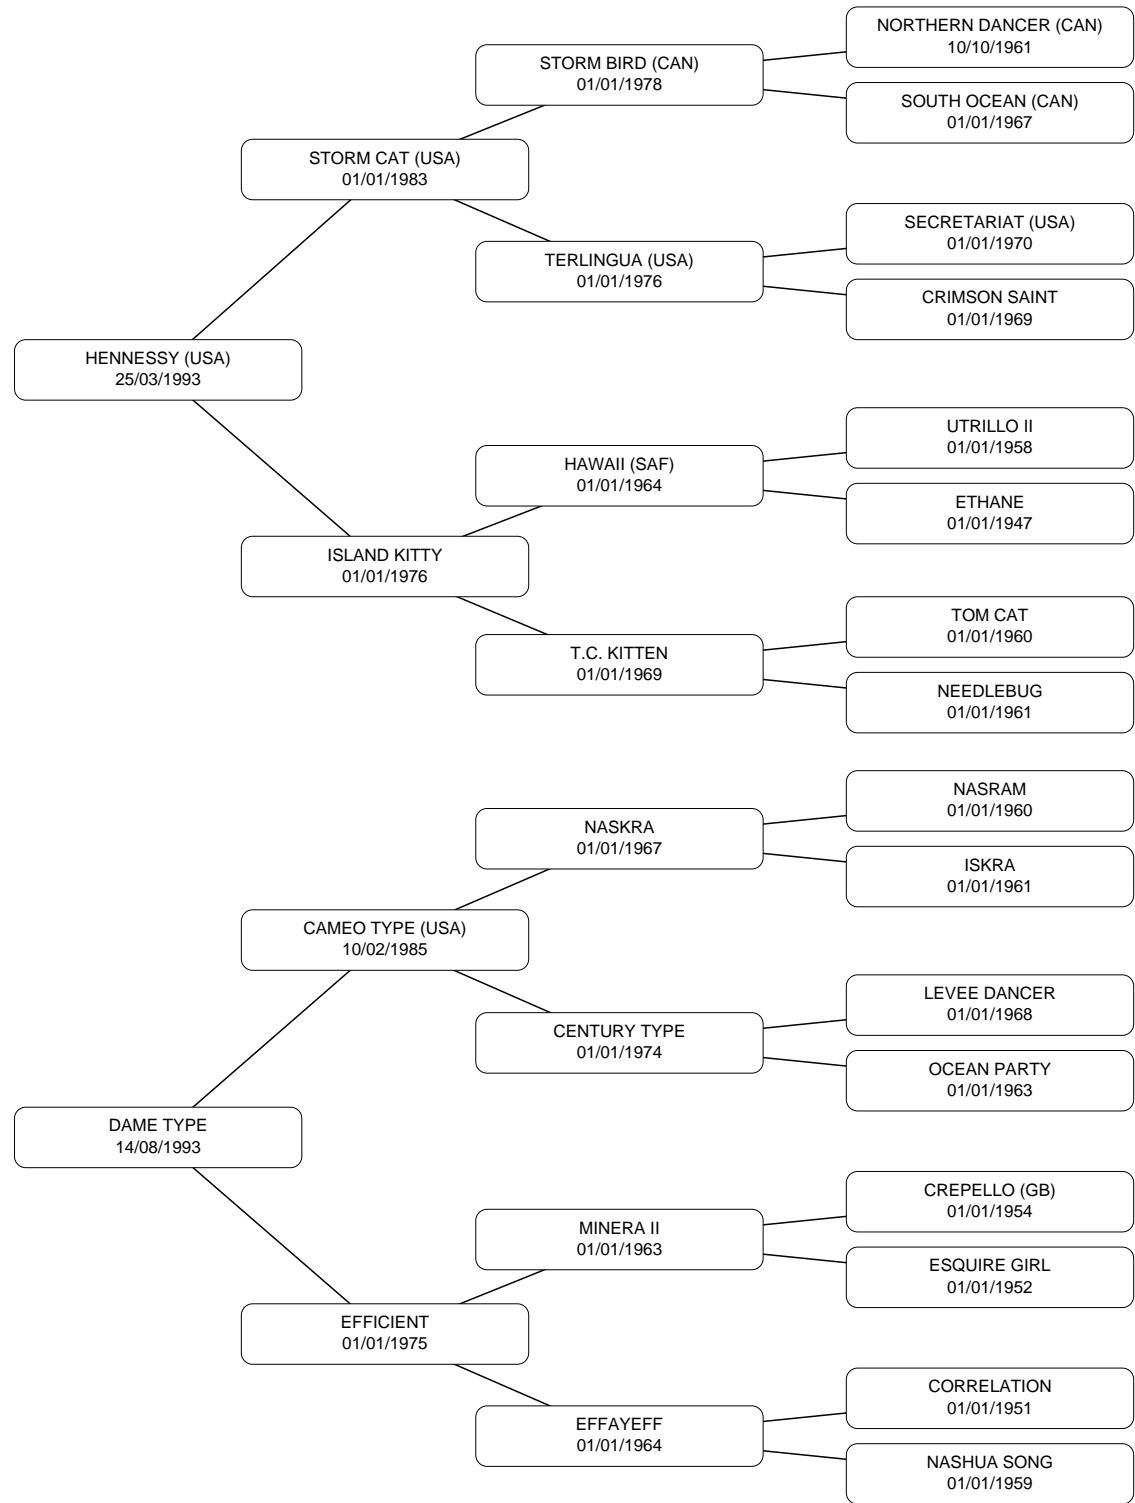 NORTHERN DANCER (CAN)
10/10/1961
STORM BIRD (CAN)
01/01/1978
SOUTH OCEAN (CAN)
01/01/1967
STORM CAT (USA)
01/01/1983
SECRETARIAT (USA)
01/01/1970
TERLINGUA (USA)
01/01/1976
CRIMSON SAINT
01/01/1969
HENNESSY (USA)
25/03/1993
UTRILLO II
01/01/1958
HAWAII (SAF)
01/01/1964
ETHANE
01/01/1947
ISLAND KITTY
01/01/1976
TOM CAT
01/01/1960
T.C. KITTEN
01/01/1969
NEEDLEBUG
01/01/1961
NASRAM
01/01/1960
NASKRA
01/01/1967
ISKRA
01/01/1961
CAMEO TYPE (USA)
10/02/1985
LEVEE DANCER
01/01/1968
CENTURY TYPE
01/01/1974
OCEAN PARTY
01/01/1963
DAME TYPE
14/08/1993
CREPELLO (GB)
01/01/1954
MINERA II
01/01/1963
ESQUIRE GIRL
01/01/1952
EFFICIENT
01/01/1975
CORRELATION
01/01/1951
EFFAYEFF
01/01/1964
NASHUA SONG
01/01/1959